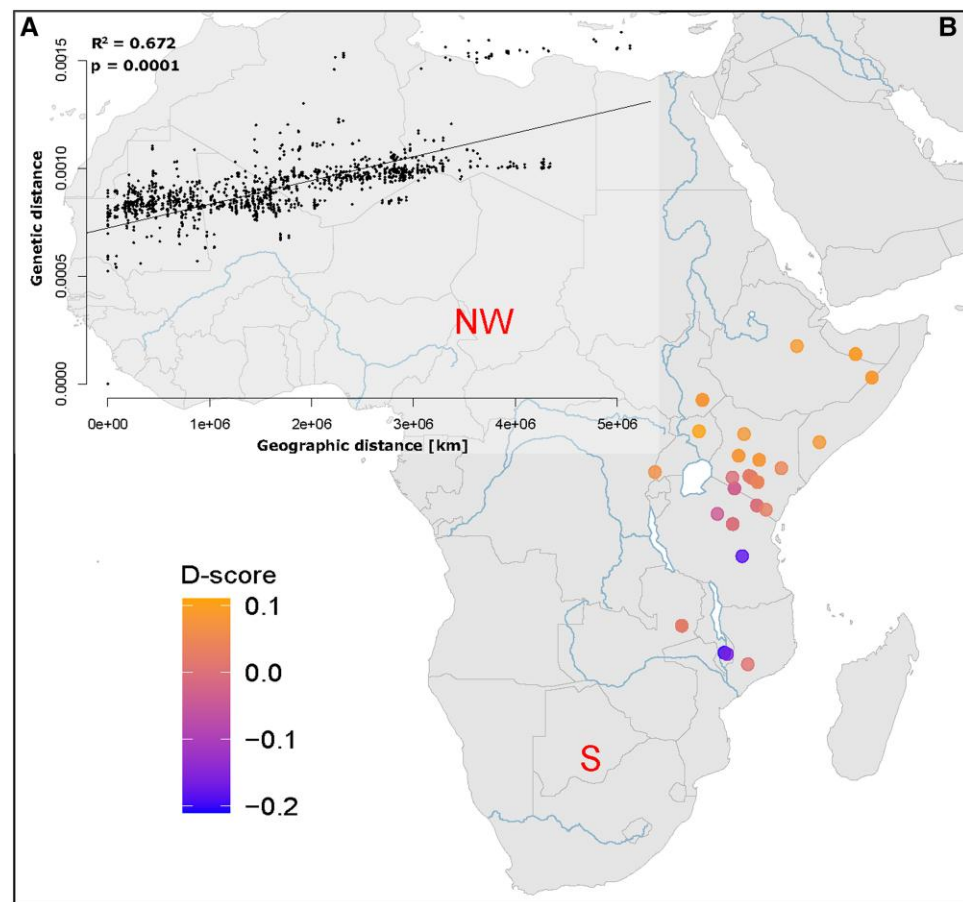 A
B
R² = 0.672
p = 0.0001
Genetic distance
0.0015
0.0010
0.0005
0.0000
0e+00 1e+06 2e+06 3e+06 4e+06 5e+06
Geographic distance [km]
NW
D-score
0.1
0.0
−0.1
−0.2
S